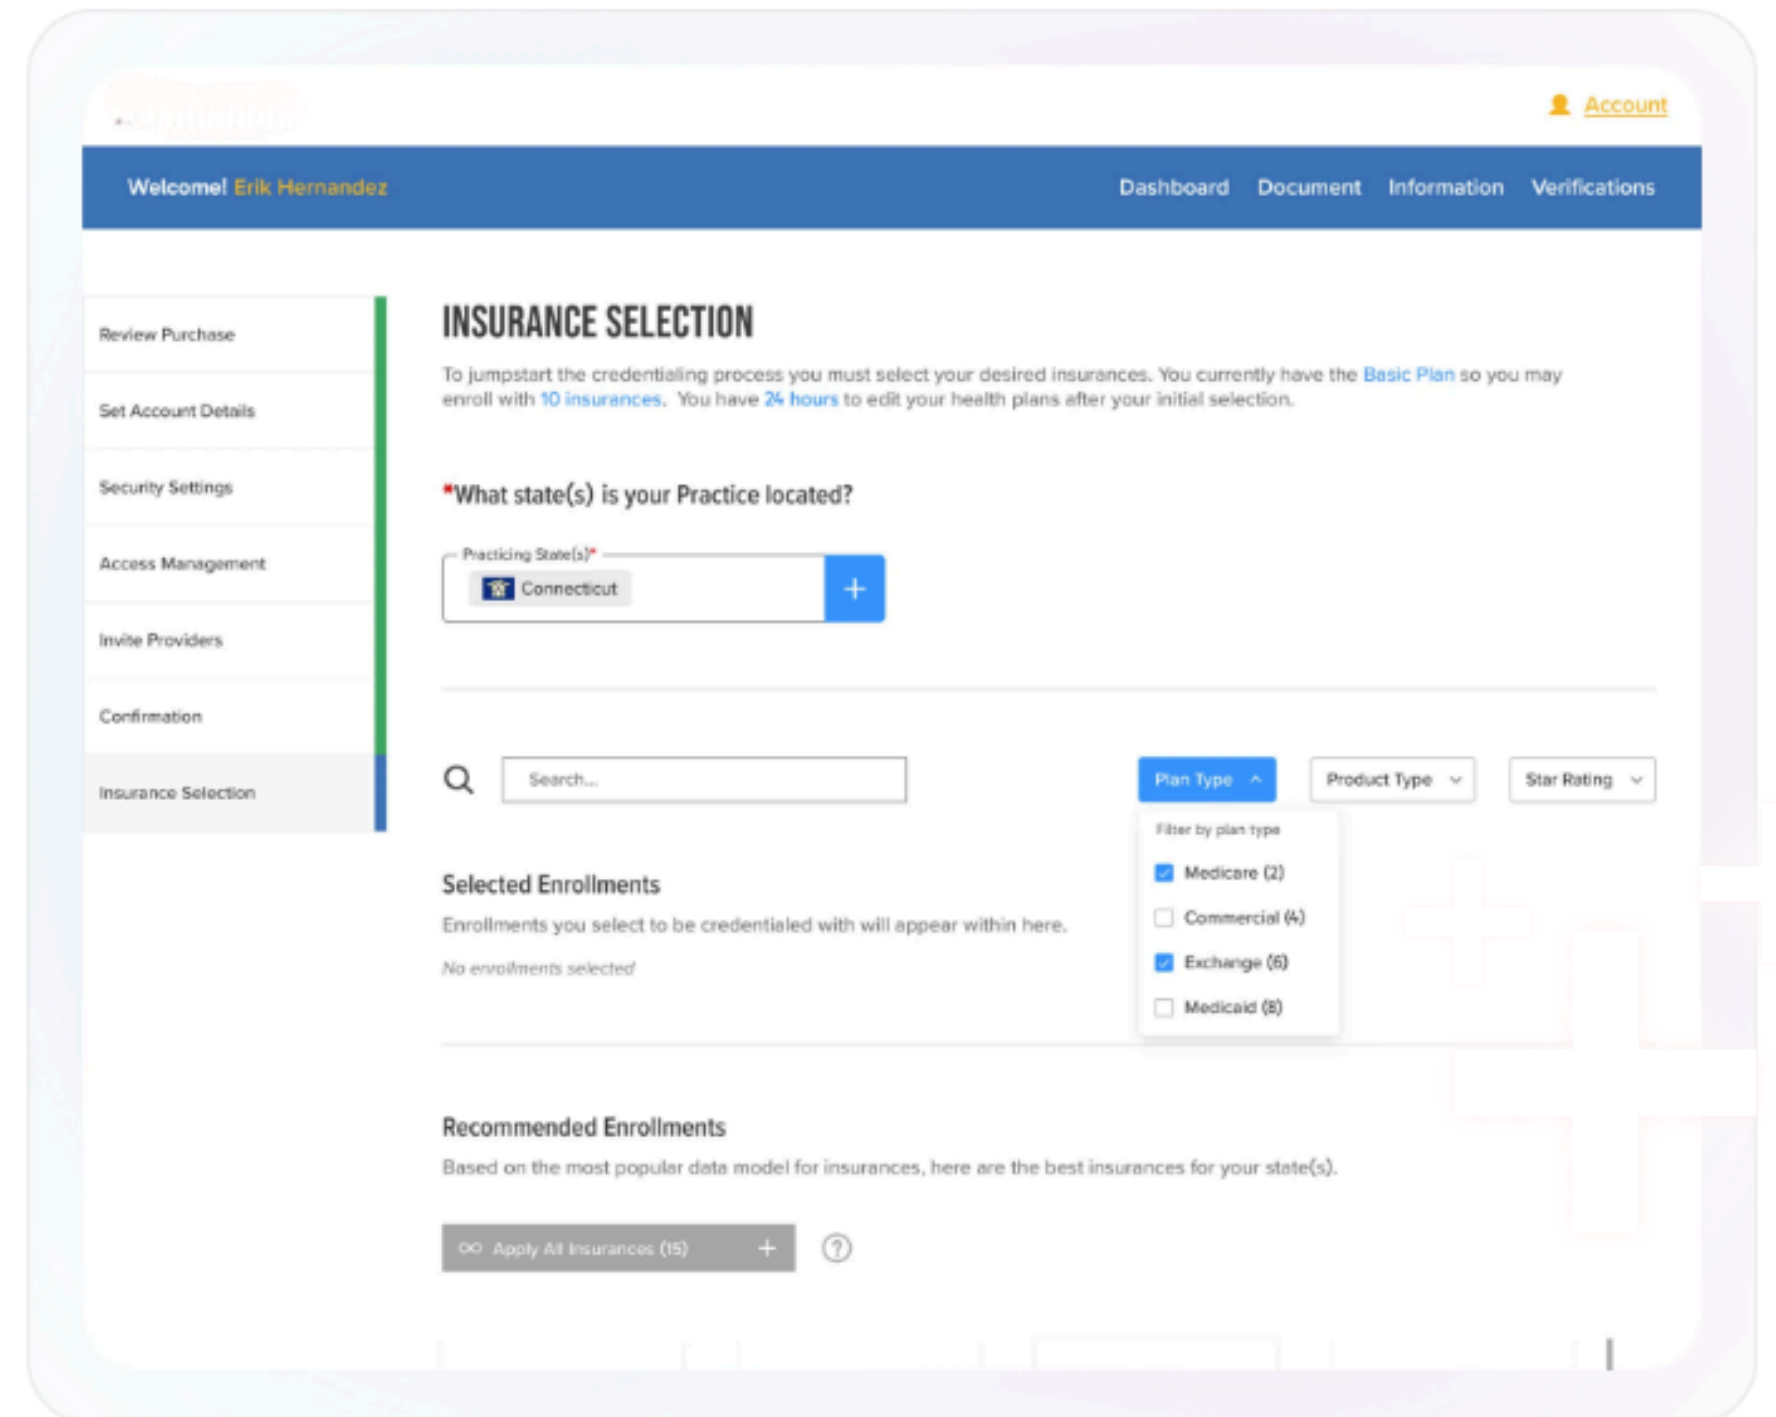 Account
Welcome! Erik Hernandez
Dashboard Document Information Verifications
Review Purchase
Set Account Details
Security Settings
Access Management
Invite Providers
Confirmation
Insurance Selection
INSURANCE SELECTION
To jumpstart the credentialing process you must select your desired insurances. You currently have the Basic Plan so you may
enroll with 10 insurances. You have 24 hours to edit your health plans after your initial selection.
*What state(s) is your Practice located?
Practicing State(s)*
Connecticut
+
Search...
Plan Type
Product Type
Star Rating
Filter by plan type
Medicare (2)
Commercial (4)
Exchange (6)
Medicaid (8)
Selected Enrollments
Enrollments you select to be credentialed with will appear within here.
No enrollments selected
Recommended Enrollments
Based on the most popular data model for insurances, here are the best insurances for your state(s).
Apply All Insurances (15) +
?